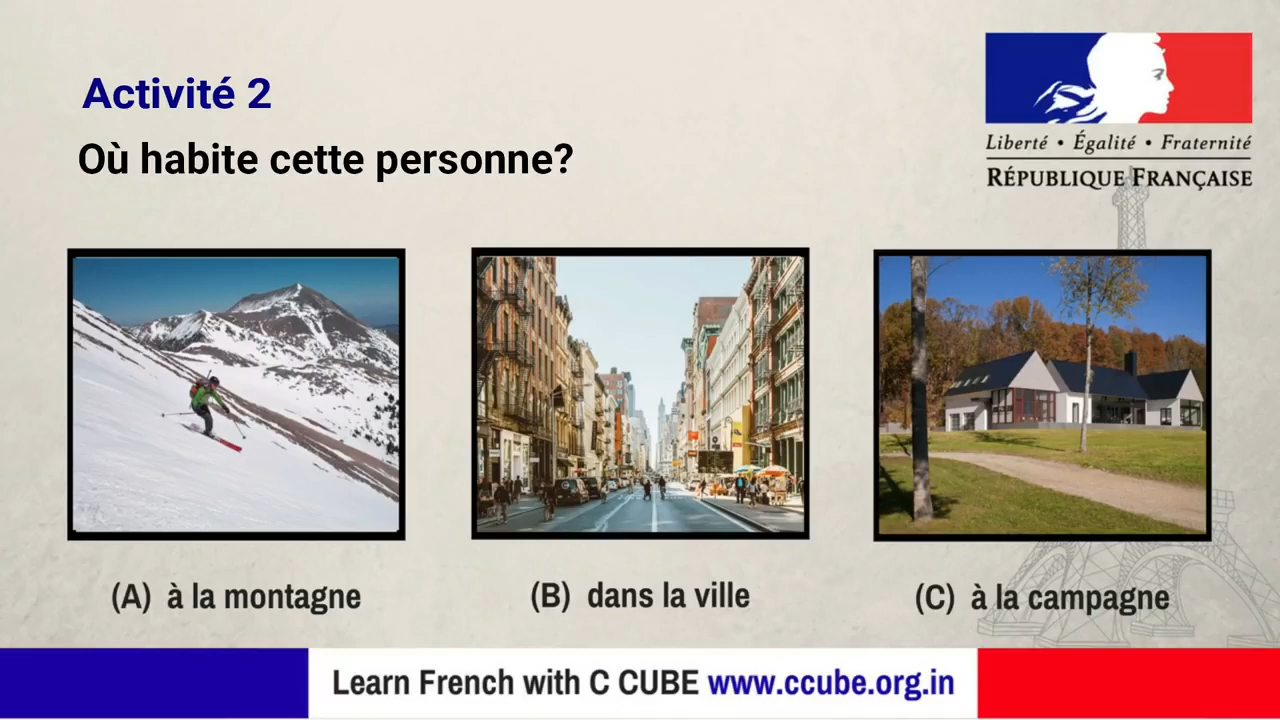 Activité 2
Où habite cette personne?
Liberté • Égalité • Fraternité
RÉPUBLIQUE FRANÇAISE
(A) à la montagne
(B) dans la ville
(C) à la campagne
Learn French with C CUBE www.ccube.org.in